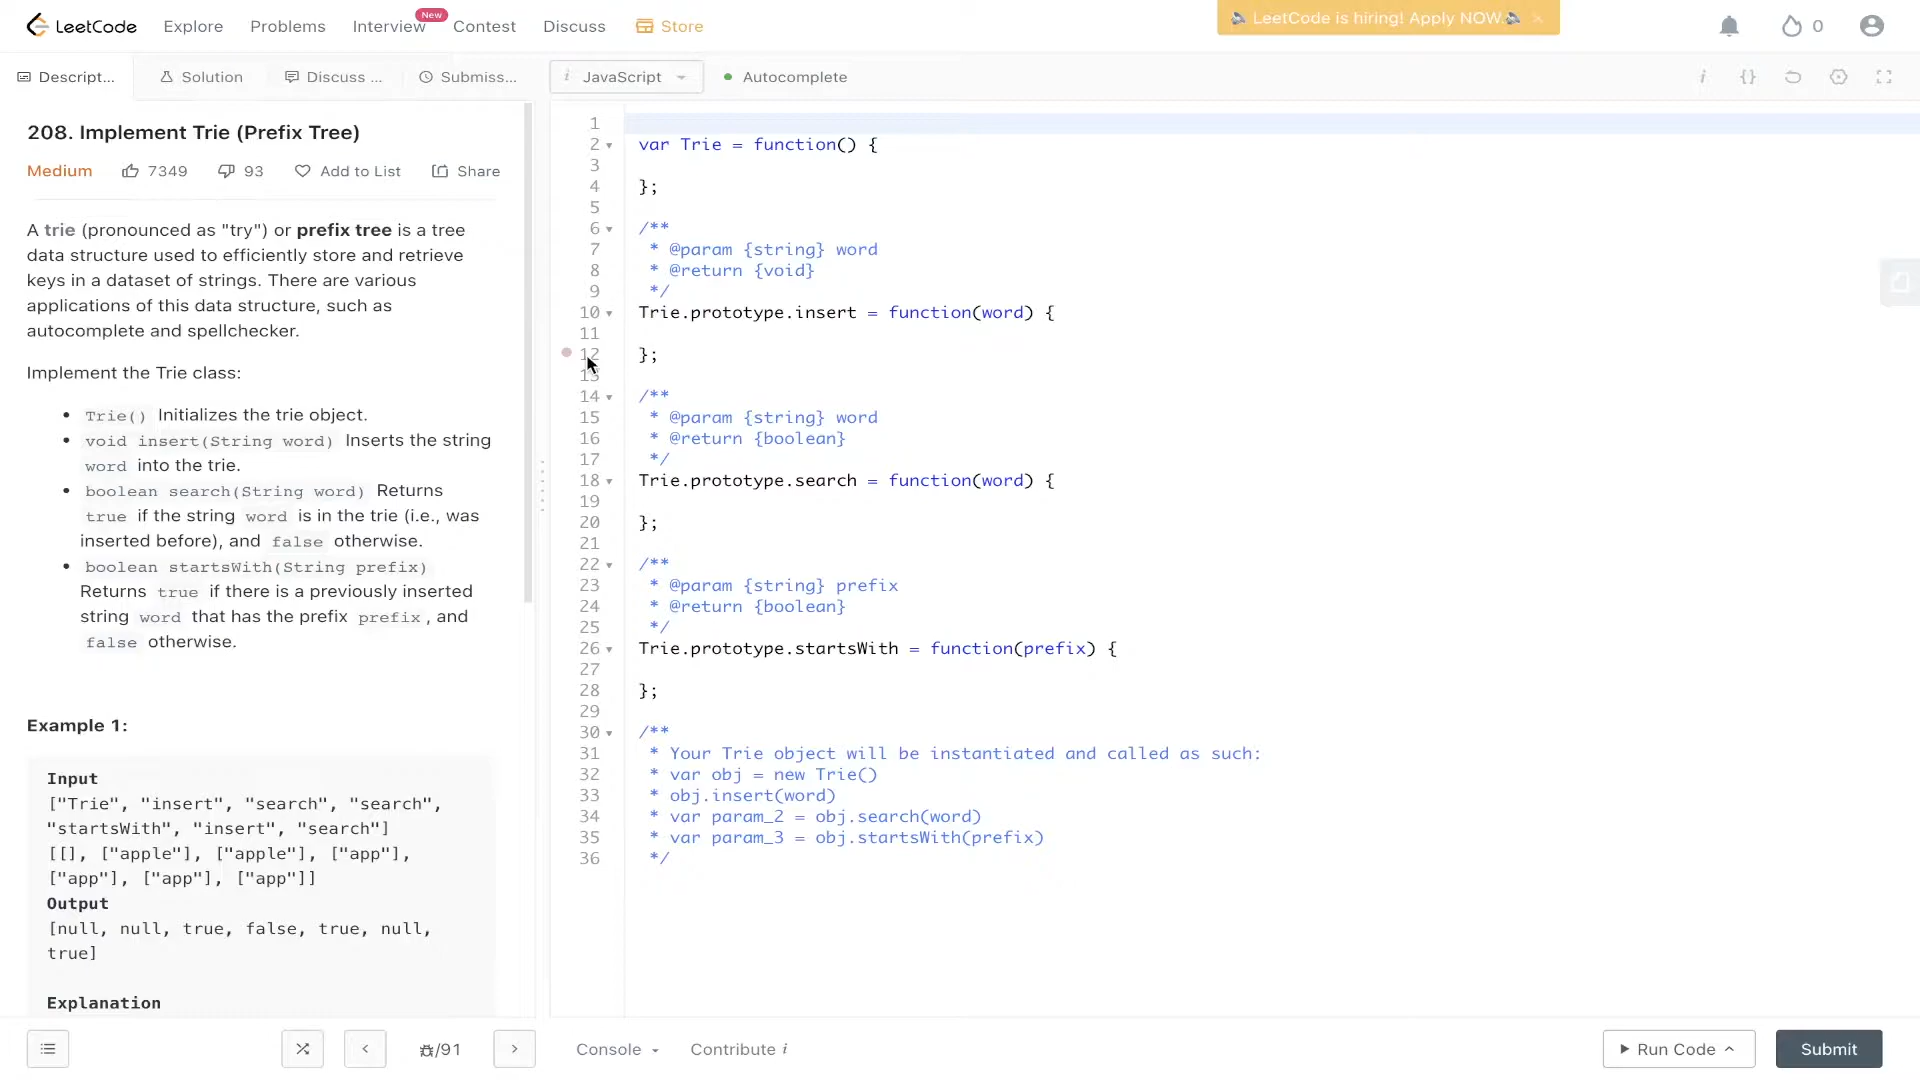 LeetCode Explore Problems Interview New Contest Discuss Store LeetCode is hiring! Apply NOW. 0
Descript... Solution Discuss ... Submiss... i JavaScript Autocomplete i {}
208. Implement Trie (Prefix Tree)
Medium 7349 93 Add to List Share
A trie (pronounced as "try") or prefix tree is a tree
data structure used to efficiently store and retrieve
keys in a dataset of strings. There are various
applications of this data structure, such as
autocomplete and spellchecker.
Implement the Trie class:
• Trie() Initializes the trie object.
• void insert(String word) Inserts the string
word into the trie.
• boolean search(String word) Returns
true if the string word is in the trie (i.e., was
inserted before), and false otherwise.
• boolean startsWith(String prefix)
Returns true if there is a previously inserted
string word that has the prefix prefix , and
false otherwise.
Example 1:
Input
["Trie", "insert", "search", "search",
"startsWith", "insert", "search"]
[[], ["apple"], ["apple"], ["app"],
["app"], ["app"], ["app"]]
Output
[null, null, true, false, true, null,
true]
Explanation
1
2 var Trie = function() {
3
4 };
5
6 /**
7 * @param {string} word
8 * @return {void}
9 */
10 Trie.prototype.insert = function(word) {
11
12 };
13
14 /**
15 * @param {string} word
16 * @return {boolean}
17 */
18 Trie.prototype.search = function(word) {
19
20 };
21
22 /**
23 * @param {string} prefix
24 * @return {boolean}
25 */
26 Trie.prototype.startsWith = function(prefix) {
27
28 };
29
30 /**
31 * Your Trie object will be instantiated and called as such:
32 * var obj = new Trie()
33 * obj.insert(word)
34 * var param_2 = obj.search(word)
35 * var param_3 = obj.startsWith(prefix)
36 */
/91 Console Contribute i Run Code Submit